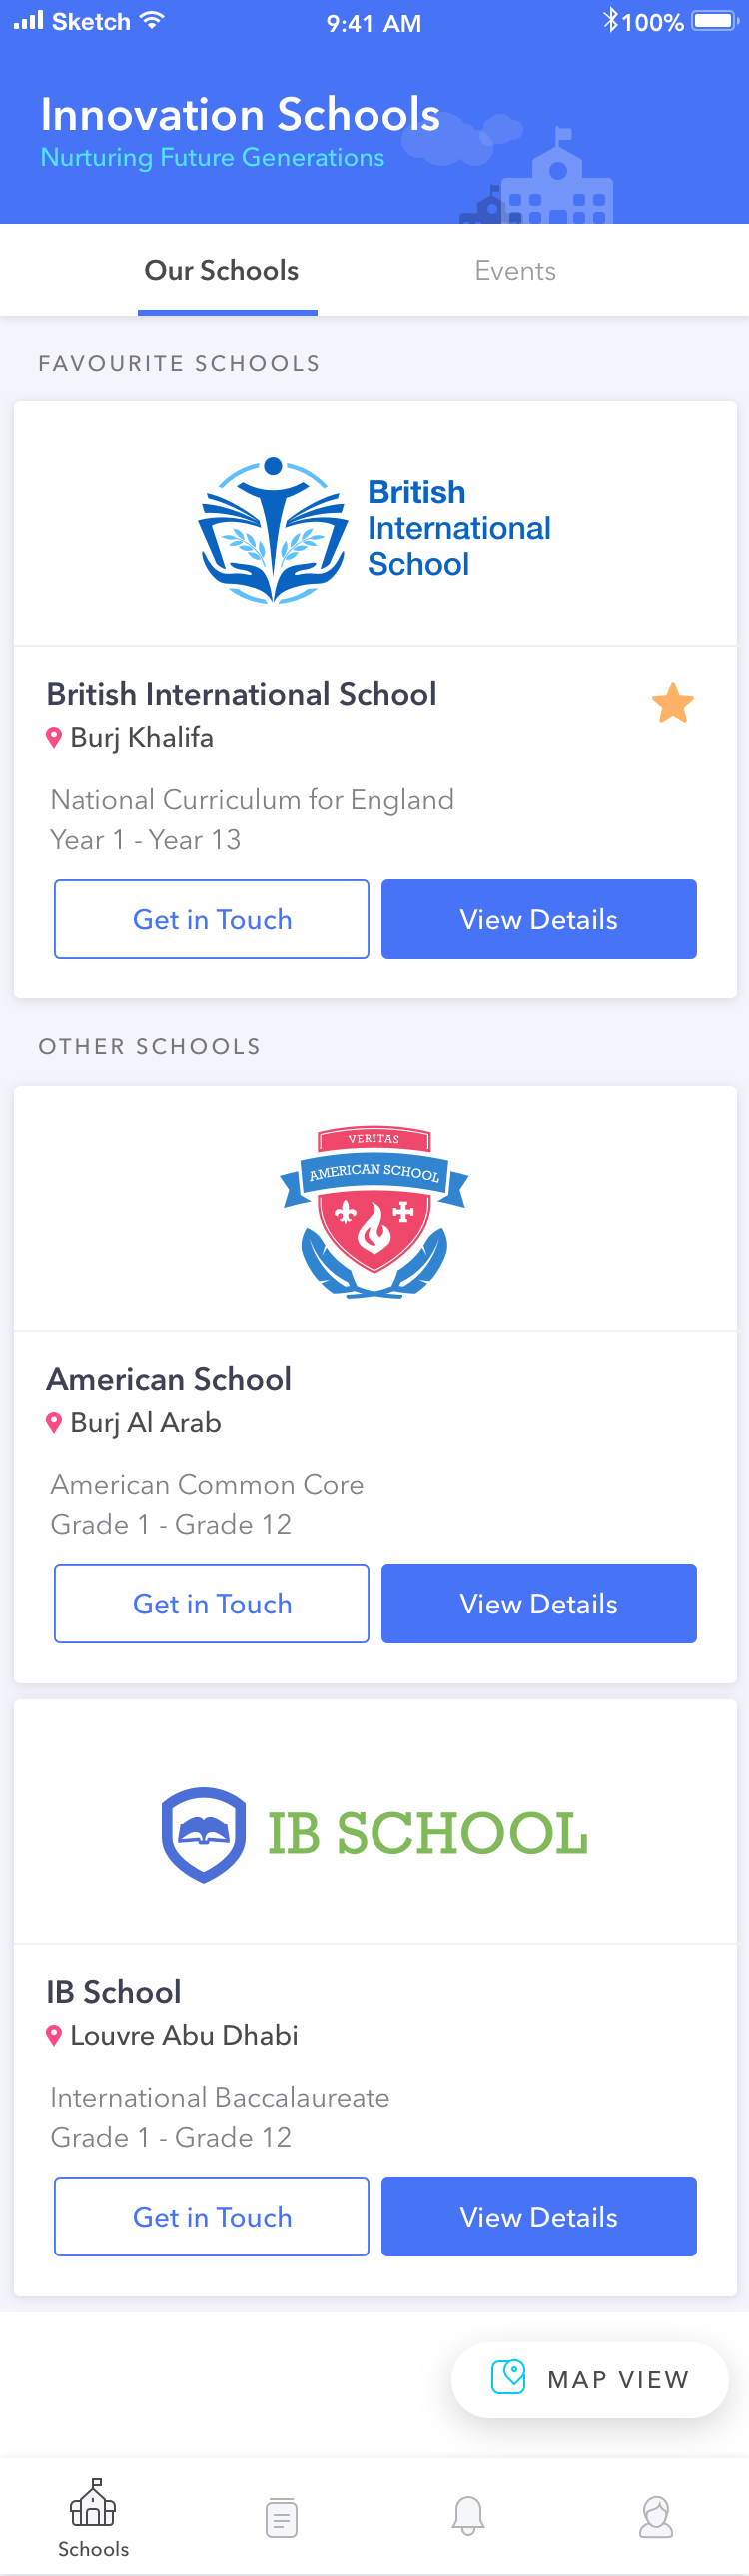 Sketch 9:41 AM 100%
Innovation Schools
Nurturing Future Generations
Our Schools Events
FAVOURITE SCHOOLS
British
International
School
British International School
Burj Khalifa
National Curriculum for England
Year 1 - Year 13
Get in Touch View Details
OTHER SCHOOLS
VERITAS
AMERICAN SCHOOL
American School
Burj Al Arab
American Common Core
Grade 1 - Grade 12
Get in Touch View Details
IB SCHOOL
IB School
Louvre Abu Dhabi
International Baccalaureate
Grade 1 - Grade 12
Get in Touch View Details
MAP VIEW
Schools